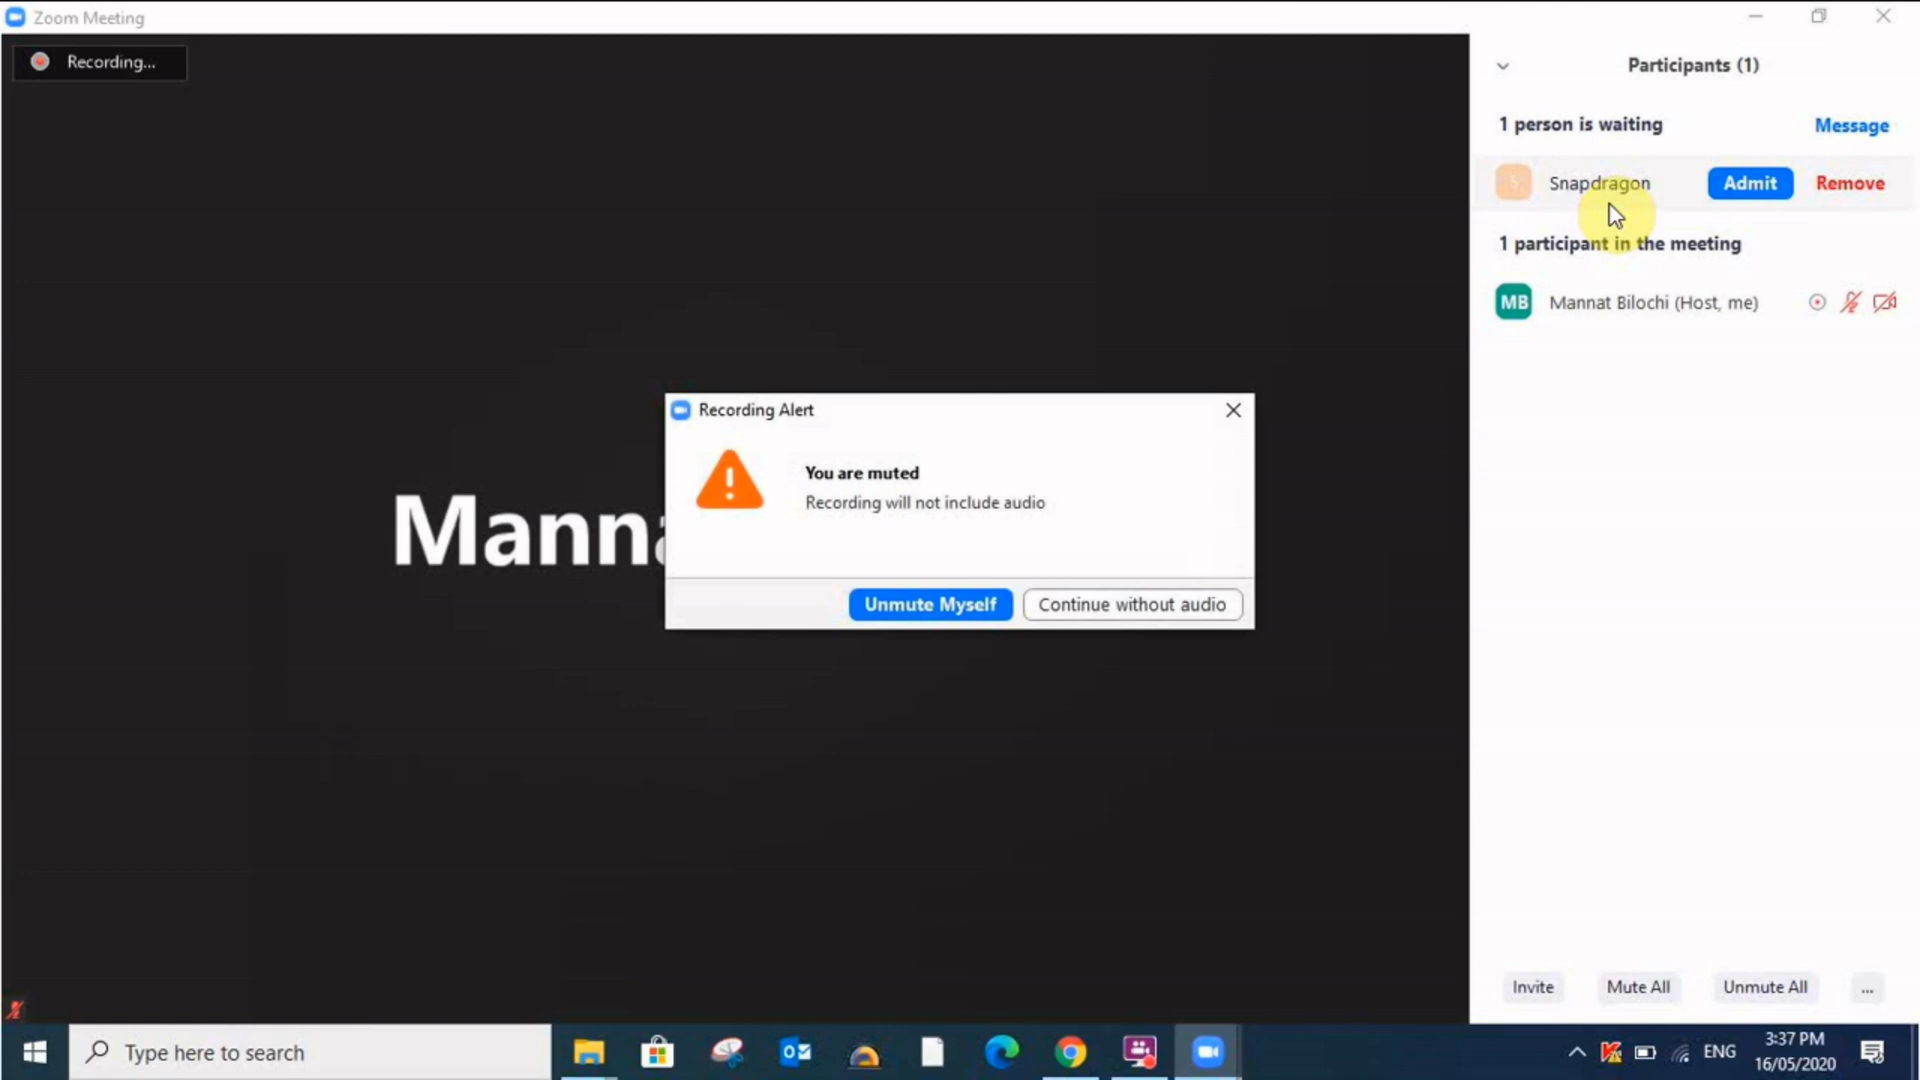 Zoom Meeting
Recording...
Participants (1)
1 person is waiting
Message
S
Snapdragon
Admit
Remove
1 participant in the meeting
MB
Mannat Bilochi (Host, me)
Recording Alert
You are muted
Recording will not include audio
Manna
Unmute Myself
Continue without audio
Invite
Mute All
Unmute All
...
Type here to search
ENG
3:37 PM
16/05/2020